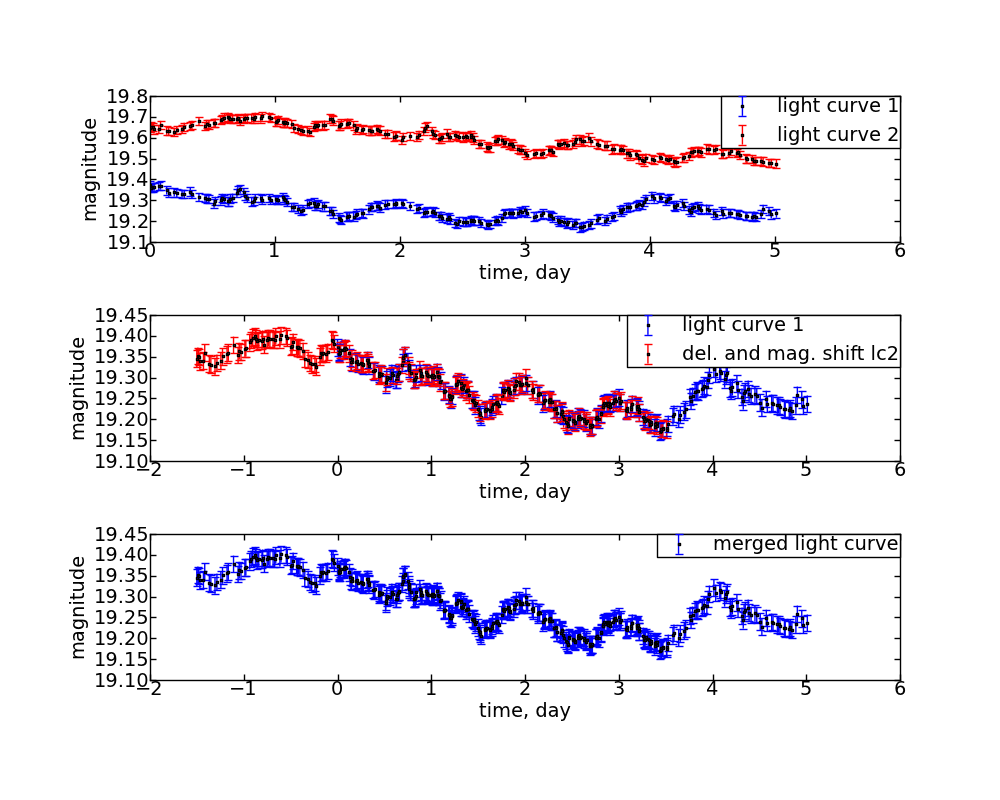 19.8
19.7
19.6
19.5
19.4
19.3
19.2
19.1
magnitude
light curve 1
light curve 2
0 1 2 3 4 5 6
time, day
19.45
19.40
19.35
19.30
19.25
19.20
19.15
19.10
magnitude
light curve 1
del. and mag. shift lc2
−2 −1 0 1 2 3 4 5 6
time, day
19.45
19.40
19.35
19.30
19.25
19.20
19.15
19.10
magnitude
merged light curve
−2 −1 0 1 2 3 4 5 6
time, day